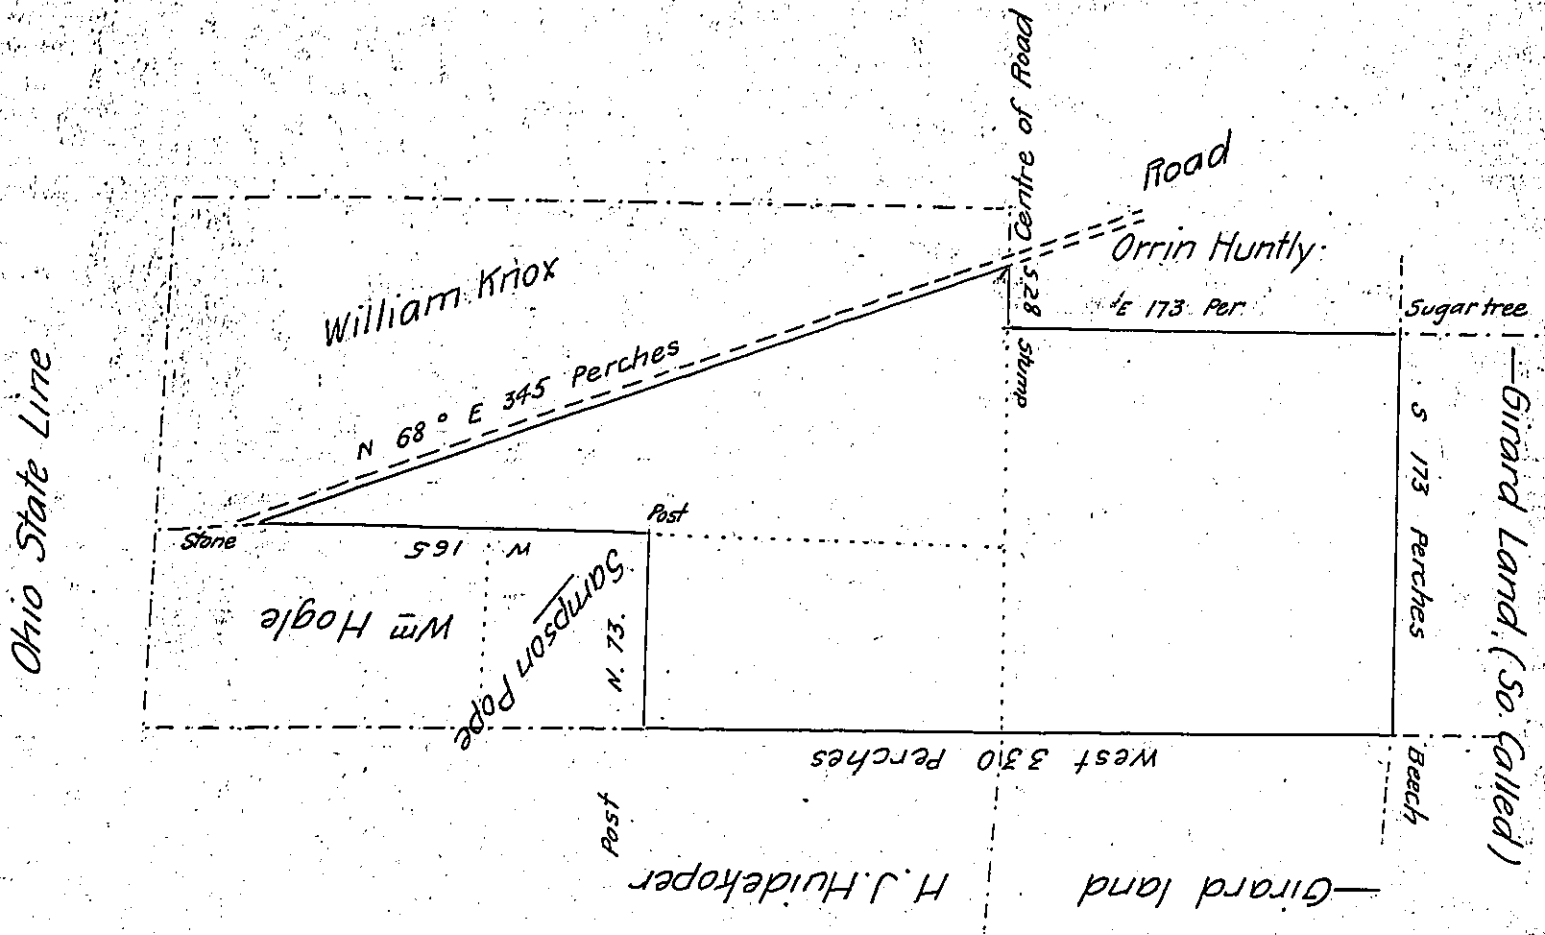 Centre of Road
Road
Orrin Huntly.
S. 28
E 173 Per.
Sugar tree
Stump
William Knox
N 68° E 345 Perches
Ohio State Line
Stone
W 165
Post
Wm Hogle
Sampson Pope
N. 73.
S 173 Perches
—Girard Land, (So. Called)
West 330 Perches
Beech
Post
H. J. Huidekoper
—Girard land